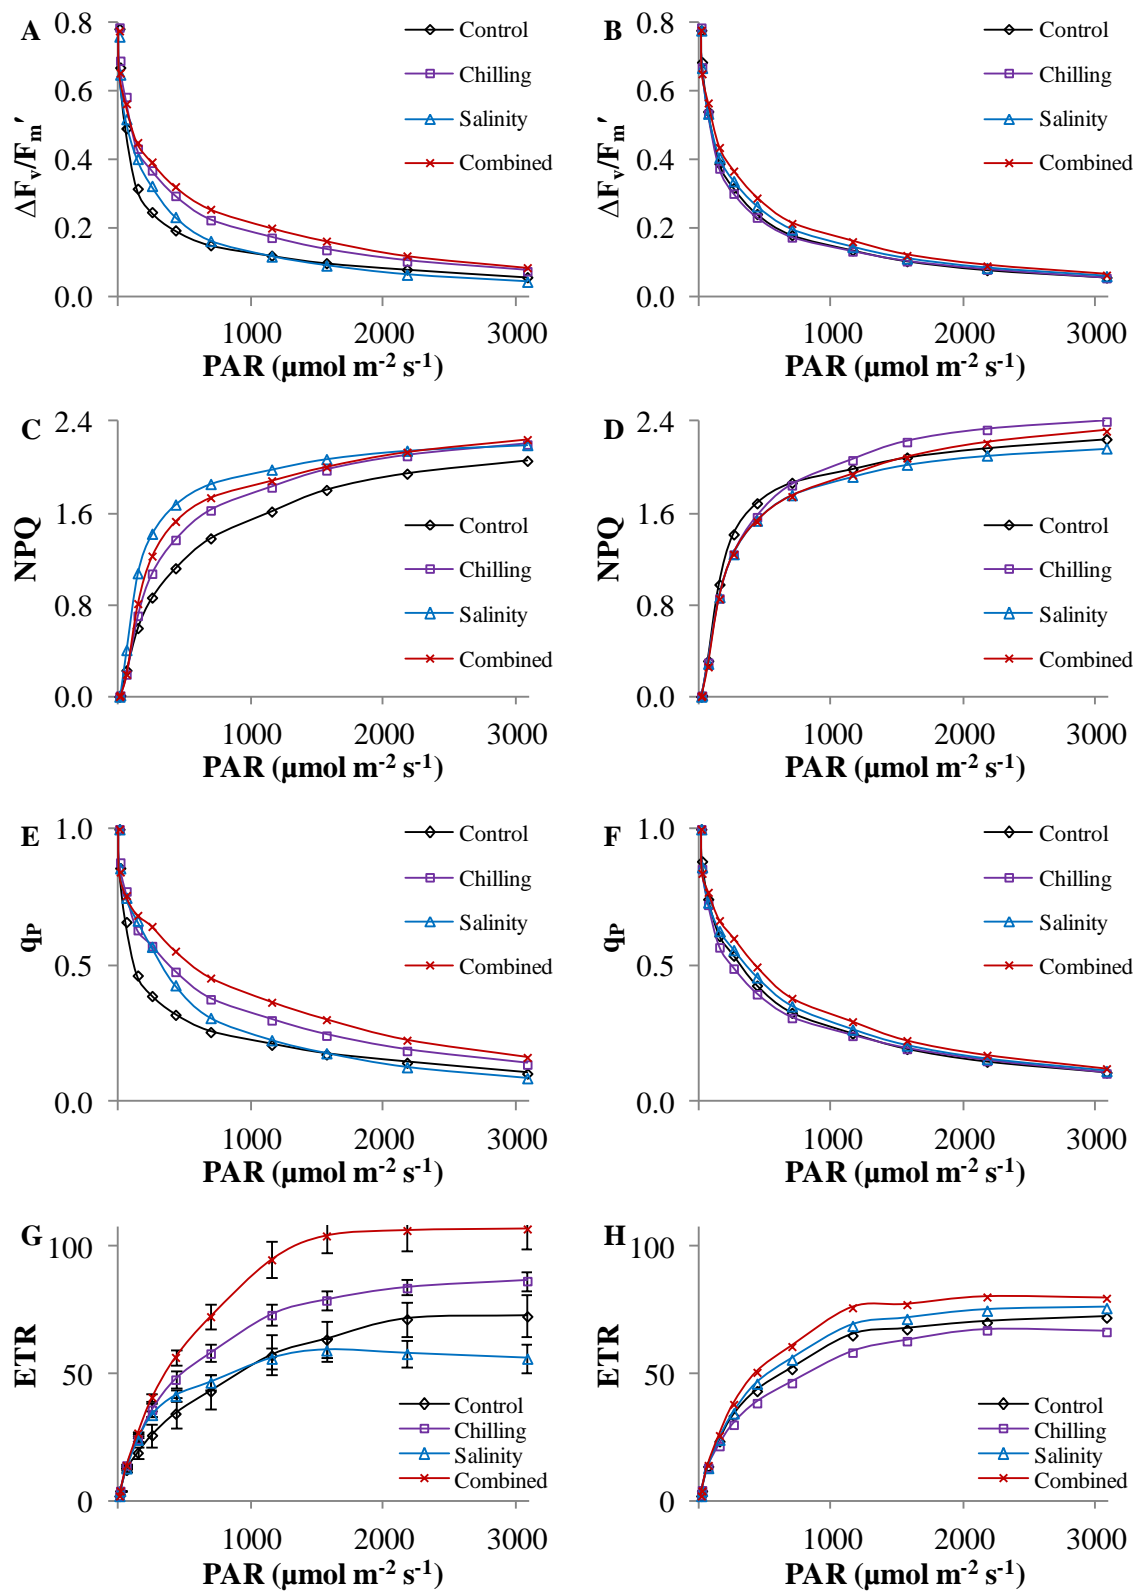 A
0.8
0.6
0.4
0.2
0.0
ΔFv/Fm′
Control
Chilling
Salinity
Combined
1000 2000 3000
PAR (µmol m-2 s-1)
B
0.8
0.6
0.4
0.2
0.0
ΔFv/Fm′
Control
Chilling
Salinity
Combined
1000 2000 3000
PAR (µmol m-2 s-1)
C
2.4
1.6
0.8
0.0
NPQ
Control
Chilling
Salinity
Combined
1000 2000 3000
PAR (µmol m-2 s-1)
D
2.4
1.6
0.8
0.0
NPQ
Control
Chilling
Salinity
Combined
1000 2000 3000
PAR (µmol m-2 s-1)
E
1.0
0.5
0.0
qP
Control
Chilling
Salinity
Combined
1000 2000 3000
PAR (µmol m-2 s-1)
F
1.0
0.5
0.0
qP
Control
Chilling
Salinity
Combined
1000 2000 3000
PAR (µmol m-2 s-1)
G
100
50
0
ETR
Control
Chilling
Salinity
Combined
1000 2000 3000
PAR (µmol m-2 s-1)
H
100
50
0
ETR
Control
Chilling
Salinity
Combined
1000 2000 3000
PAR (µmol m-2 s-1)